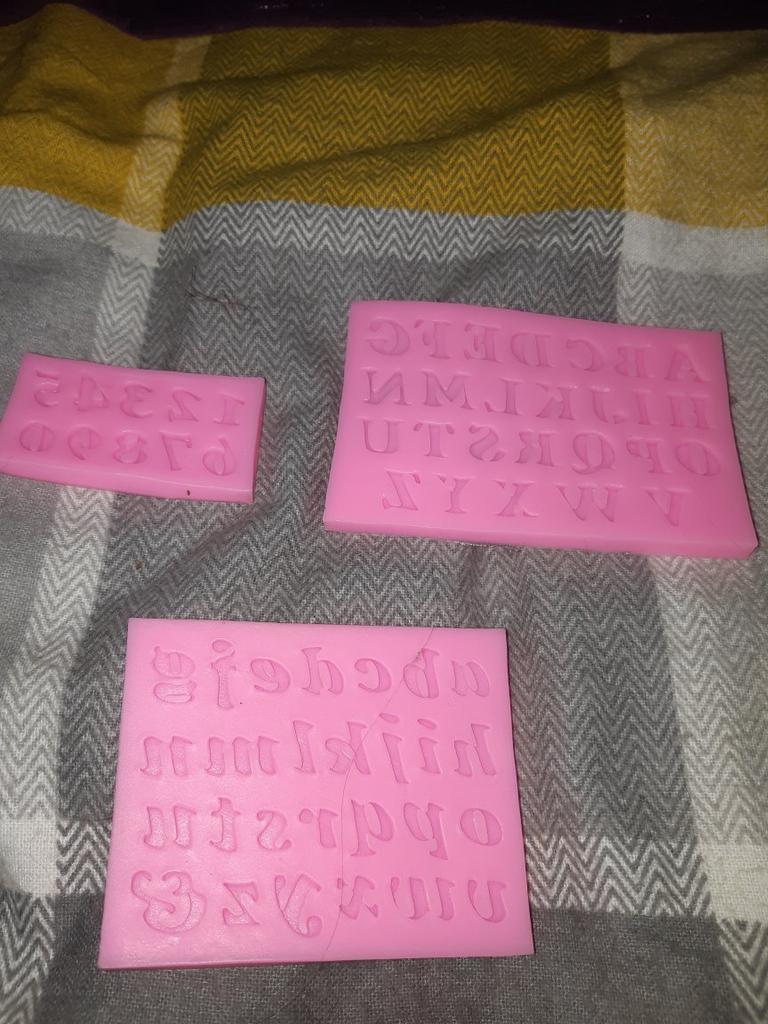 12345
67890
ABCDEFG
HIJKLMN
OPQRSTU
VWXYZ
abcdefg
hijklmn
opqrstu
vwxyz&